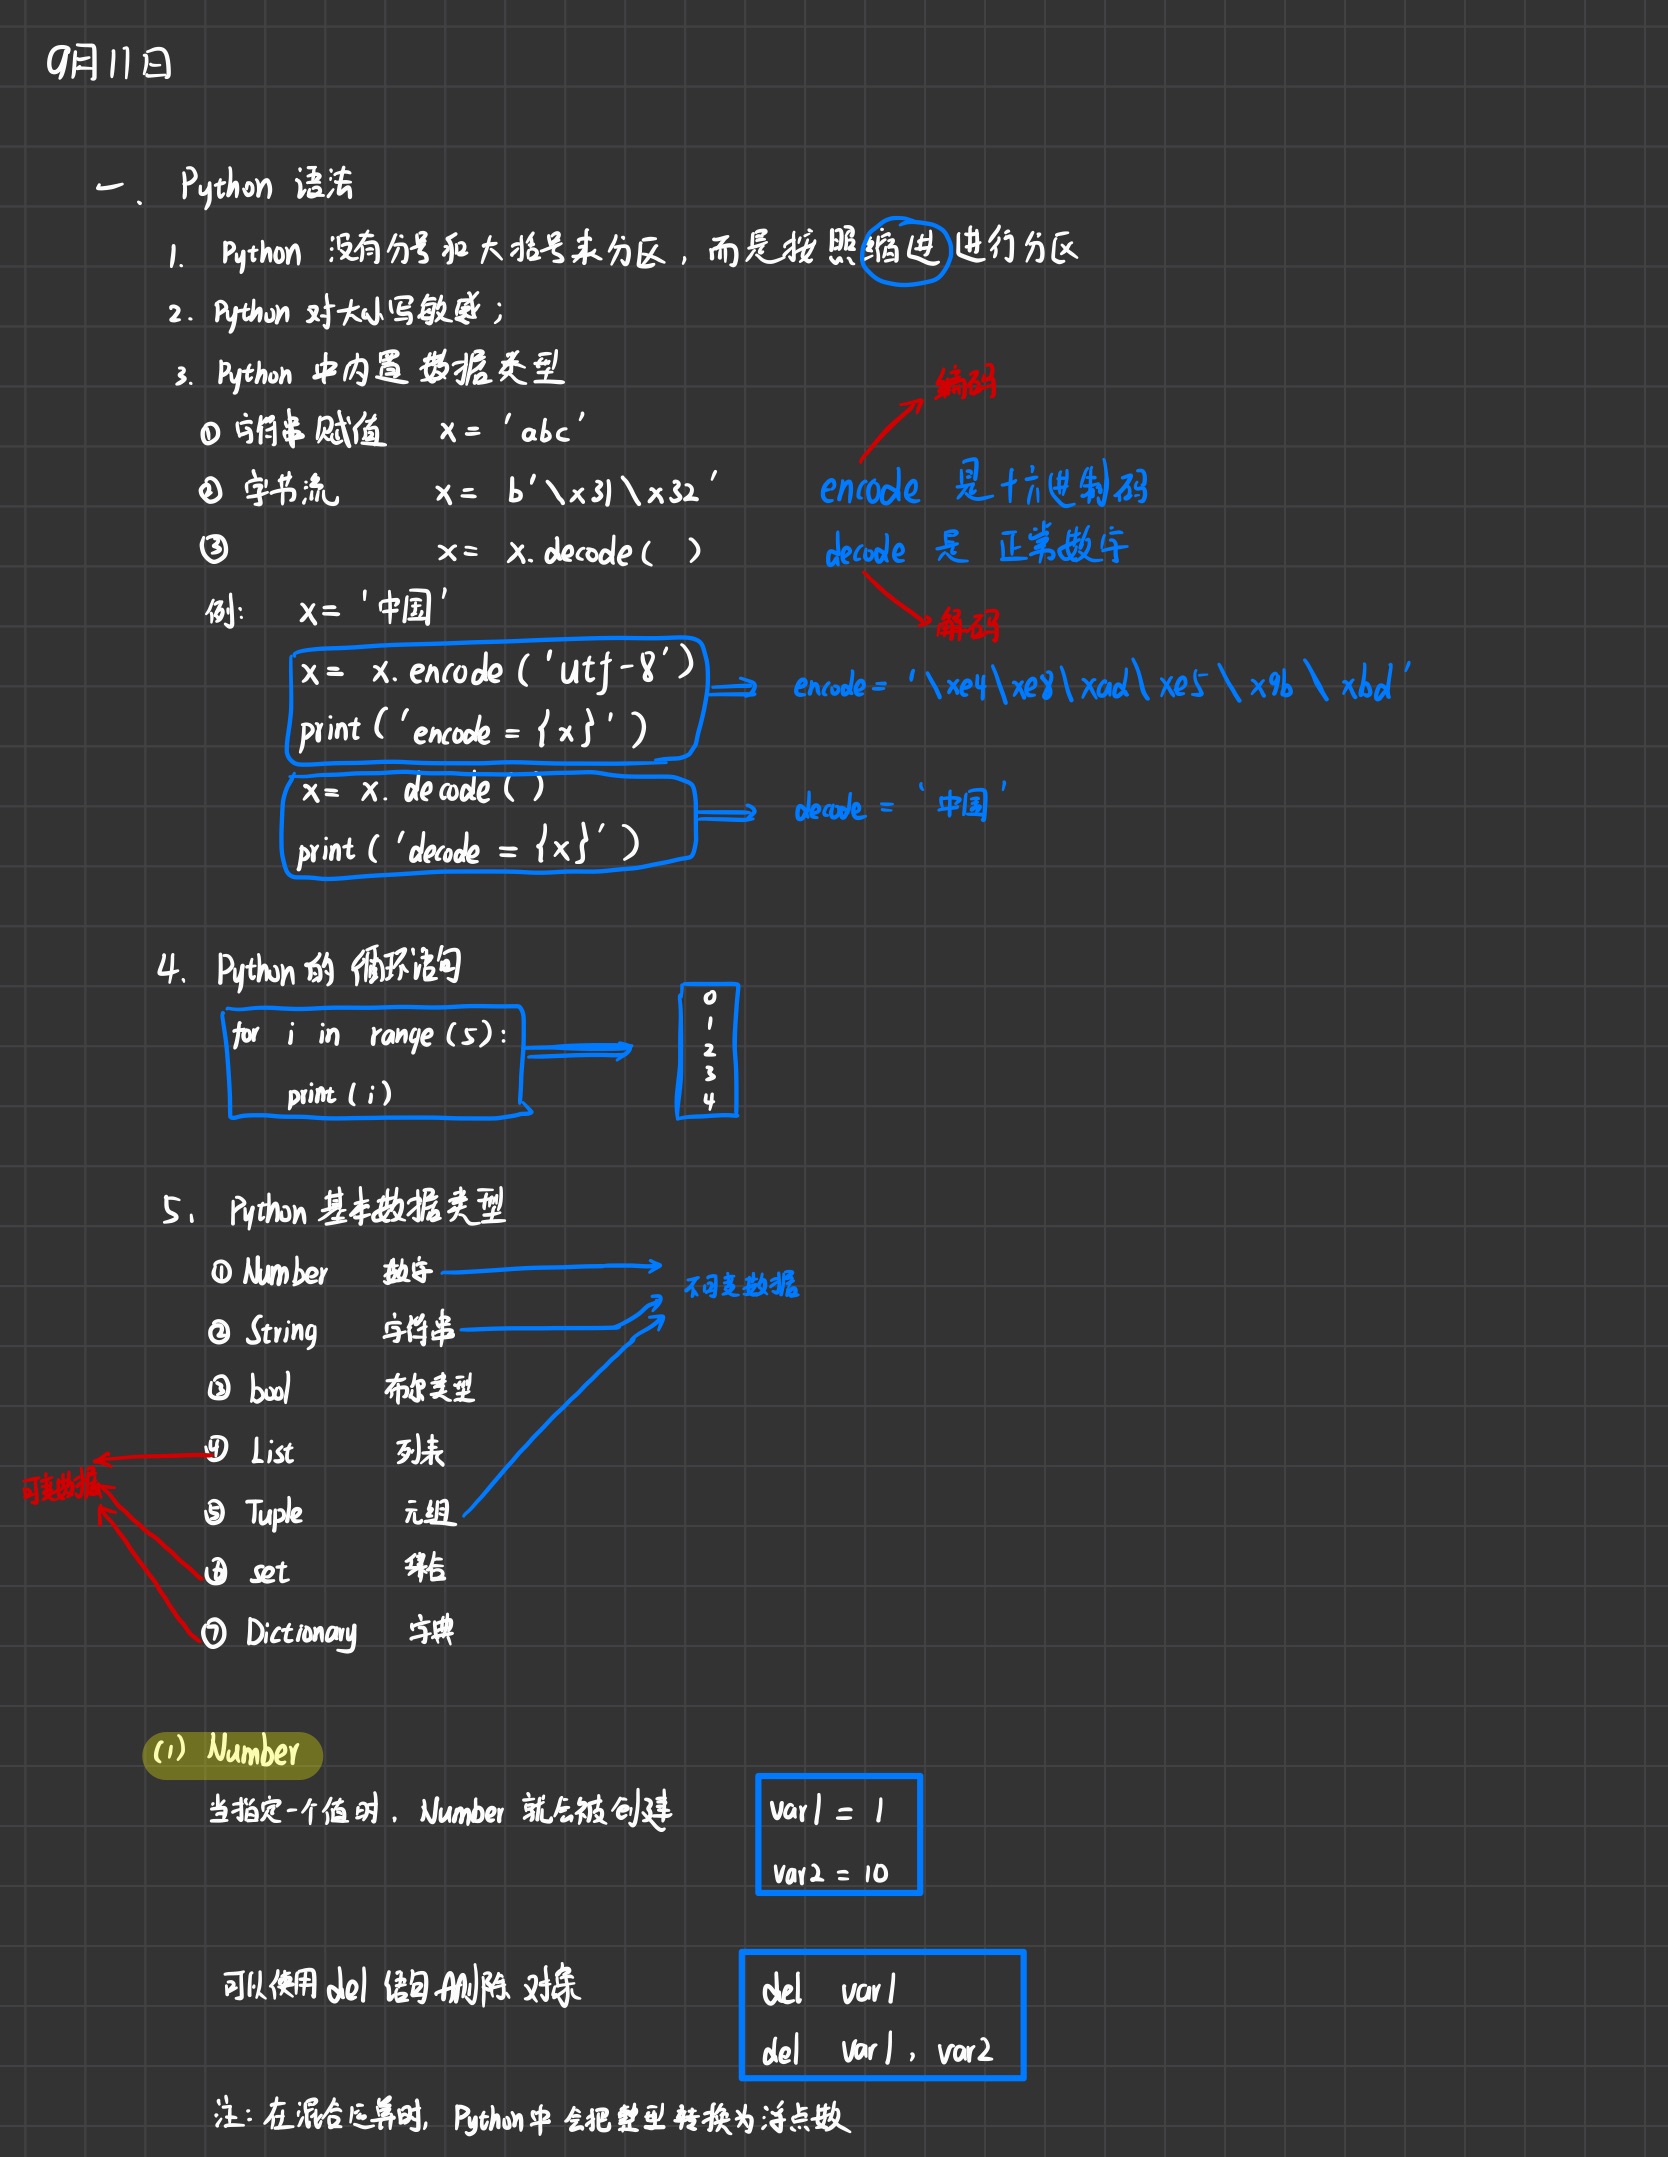 9月11日
一、 Python 语法
1. Python 没有分号和大括号来分区，而是按照缩进进行分区
2. Python 对大小写敏感；
3. Python 中内置数据类型
① 字符串赋值 x = 'abc'
编码
② 字节流 x = b'\x31\x32'
encode 是十六进制码
③ x = x.decode( )
decode 是 正常数字
解码
例: x = '中国'
x = x.encode('utf-8')
print('encode = {x}')
encode = '\xe4\xe8\xad\xe5\x9b\xbd'
x = x.decode()
print('decode = {x}')
decode = '中国'
4. Python的 循环语句
for i in range(5):
print(i)
0
1
2
3
4
5. Python 基本数据类型
① Number 数字
不可变数据
② String 字符串
③ bool 布尔类型
④ List 列表
可变数据
⑤ Tuple 元组
⑥ set 集合
⑦ Dictionary 字典
(1) Number
当指定一个值时，Number 就会被创建
var1 = 1
var2 = 10
可以使用 del 语句删除 对象
del var1
del var1, var2
注: 在混合运算时, Python中 会把整型转换为浮点数